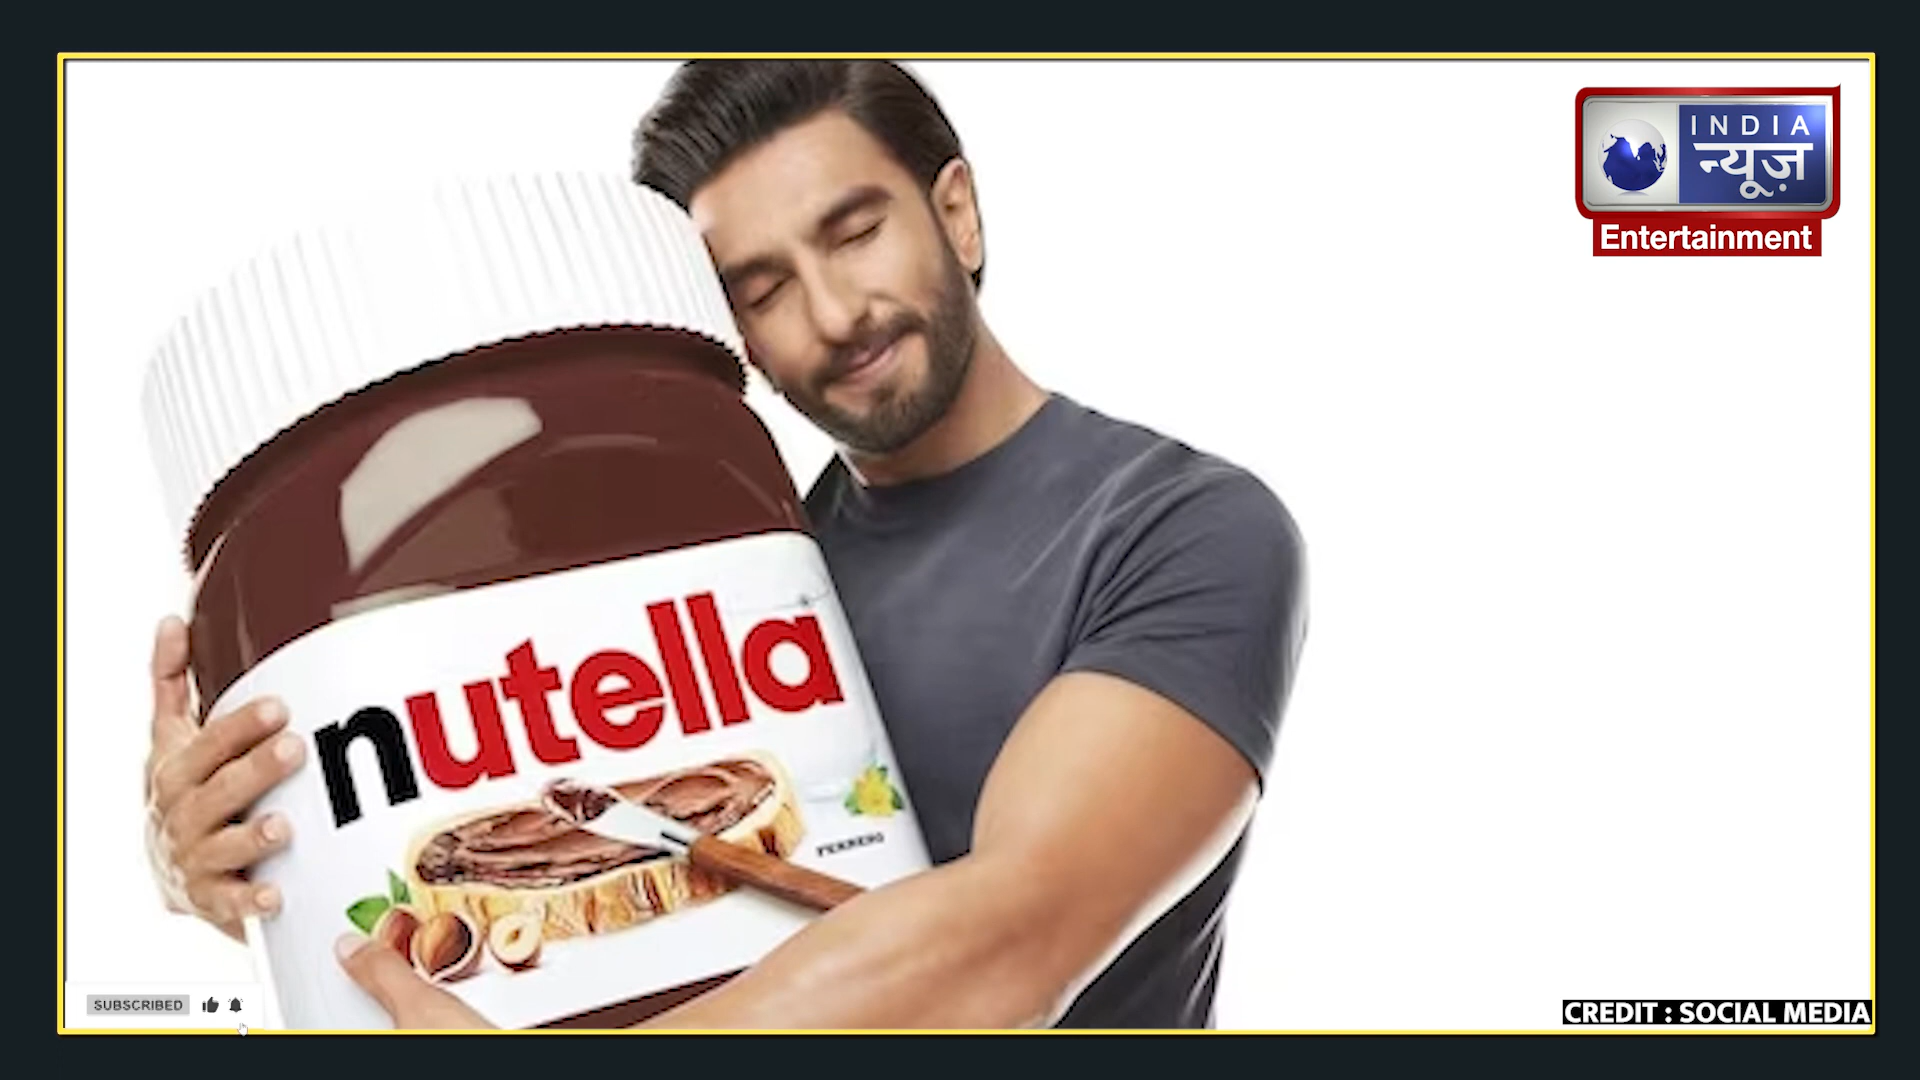 INDIA
न्यूज़
Entertainment
nutella
FERRERO
SUBSCRIBED
CREDIT : SOCIAL MEDIA